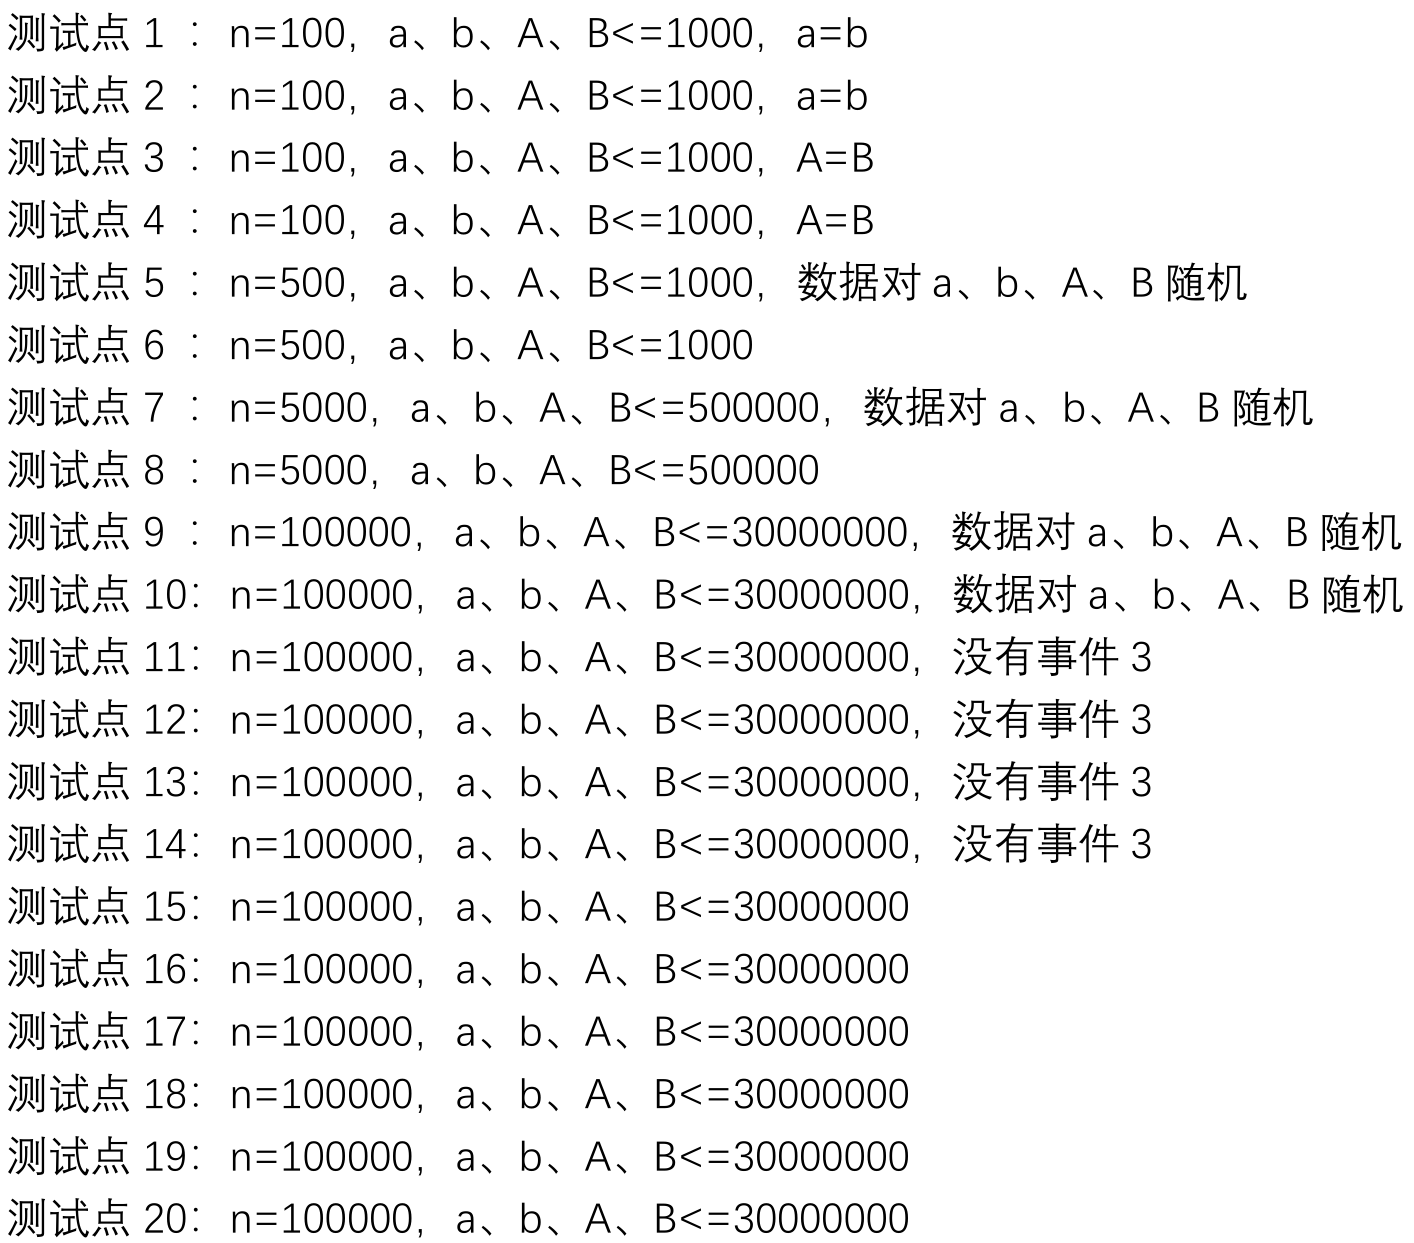 测试点 1 ：n=100，a、b、A、B<=1000，a=b
测试点 2 ：n=100，a、b、A、B<=1000，a=b
测试点 3 ：n=100，a、b、A、B<=1000，A=B
测试点 4 ：n=100，a、b、A、B<=1000，A=B
测试点 5 ：n=500，a、b、A、B<=1000，数据对 a、b、A、B 随机
测试点 6 ：n=500，a、b、A、B<=1000
测试点 7 ：n=5000，a、b、A、B<=500000，数据对 a、b、A、B 随机
测试点 8 ：n=5000，a、b、A、B<=500000
测试点 9 ：n=100000，a、b、A、B<=30000000，数据对 a、b、A、B 随机
测试点 10：n=100000，a、b、A、B<=30000000，数据对 a、b、A、B 随机
测试点 11：n=100000，a、b、A、B<=30000000，没有事件 3
测试点 12：n=100000，a、b、A、B<=30000000，没有事件 3
测试点 13：n=100000，a、b、A、B<=30000000，没有事件 3
测试点 14：n=100000，a、b、A、B<=30000000，没有事件 3
测试点 15：n=100000，a、b、A、B<=30000000
测试点 16：n=100000，a、b、A、B<=30000000
测试点 17：n=100000，a、b、A、B<=30000000
测试点 18：n=100000，a、b、A、B<=30000000
测试点 19：n=100000，a、b、A、B<=30000000
测试点 20：n=100000，a、b、A、B<=30000000